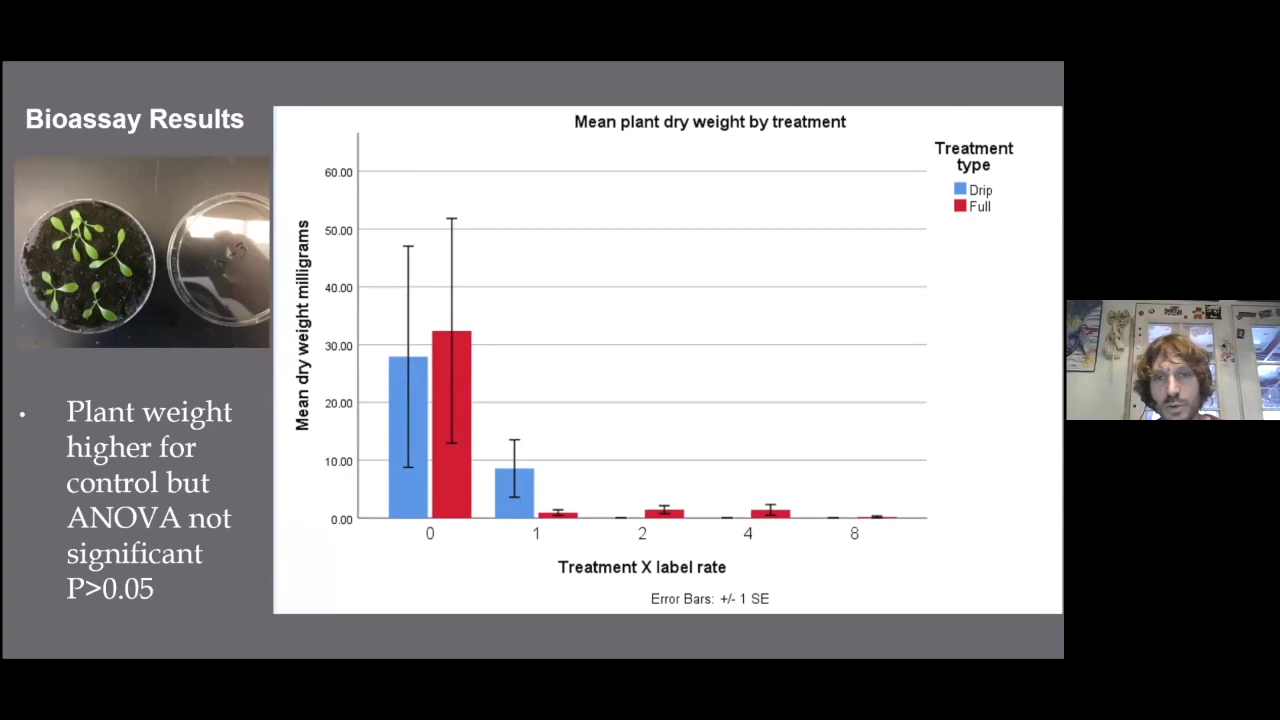 Bioassay Results
• Plant weight
higher for
control but
ANOVA not
significant
P>0.05
Mean plant dry weight by treatment
Treatment
type
Drip
Full
Mean dry weight milligrams
60.00
50.00
40.00
30.00
20.00
10.00
0.00
0 1 2 4 8
Treatment X label rate
Error Bars: +/- 1 SE
3